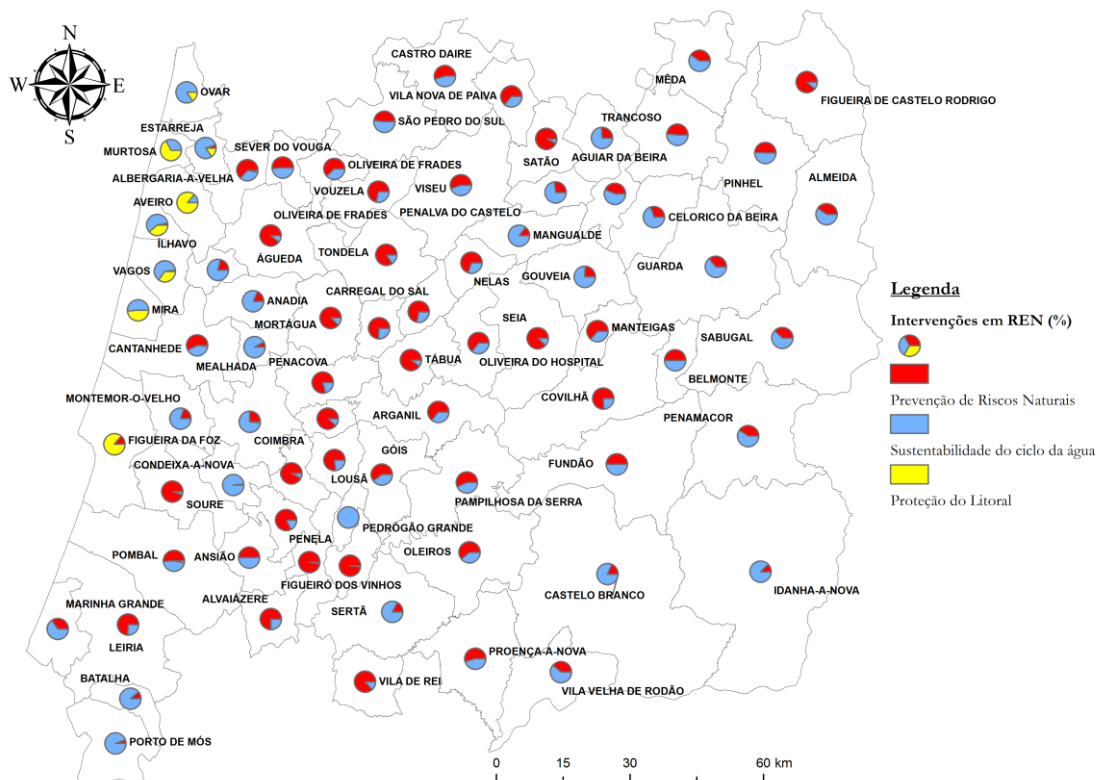 N
W
E
S
CASTRO DAIRE
MÊDA
OVAR
VILA NOVA DE PAIVA
FIGUEIRA DE CASTELO RODRIGO
ESTARREJA
SÃO PEDRO DO SUL
TRANCOSO
MURTOSA
SEVER DO VOUGA
SATÃO
AGUIAR DA BEIRA
OLIVEIRA DE FRADES
ALBERGARIA-A-VELHA
PINHEL
ALMEIDA
VOUZELA
VISEU
AVEIRO
OLIVEIRA DE FRADES
PENALVA DO CASTELO
CELORICO DA BEIRA
ÍLHAVO
MANGUALDE
ÁGUEDA
TONDELA
GUARDA
VAGOS
NELAS
GOUVEIA
CARREGAL DO SAL
Legenda
ANADIA
MIRA
MORTÁGUA
SEIA
MANTEIGAS
Intervenções em REN (%)
SABUGAL
CANTANHEDE
MEALHADA
PENACOVA
TÁBUA
OLIVEIRA DO HOSPITAL
BELMONTE
MONTEMOR-O-VELHO
COVILHÃ
Prevenção de Riscos Naturais
ARGANIL
PENAMACOR
FIGUEIRA DA FOZ
COIMBRA
GÓIS
Sustentabilidade do ciclo da água
CONDEIXA-A-NOVA
LOUSÃ
FUNDÃO
SOURE
PAMPILHOSA DA SERRA
Proteção do Litoral
PEDRÓGÃO GRANDE
PENELA
POMBAL
ANSIÃO
OLEIROS
FIGUEIRÓ DOS VINHOS
CASTELO BRANCO
IDANHA-A-NOVA
MARINHA GRANDE
ALVAIÁZERE
SERTÃ
LEIRIA
PROENÇA-A-NOVA
BATALHA
VILA DE REI
VILA VELHA DE RODÃO
PORTO DE MÓS
0 15 30 60 km